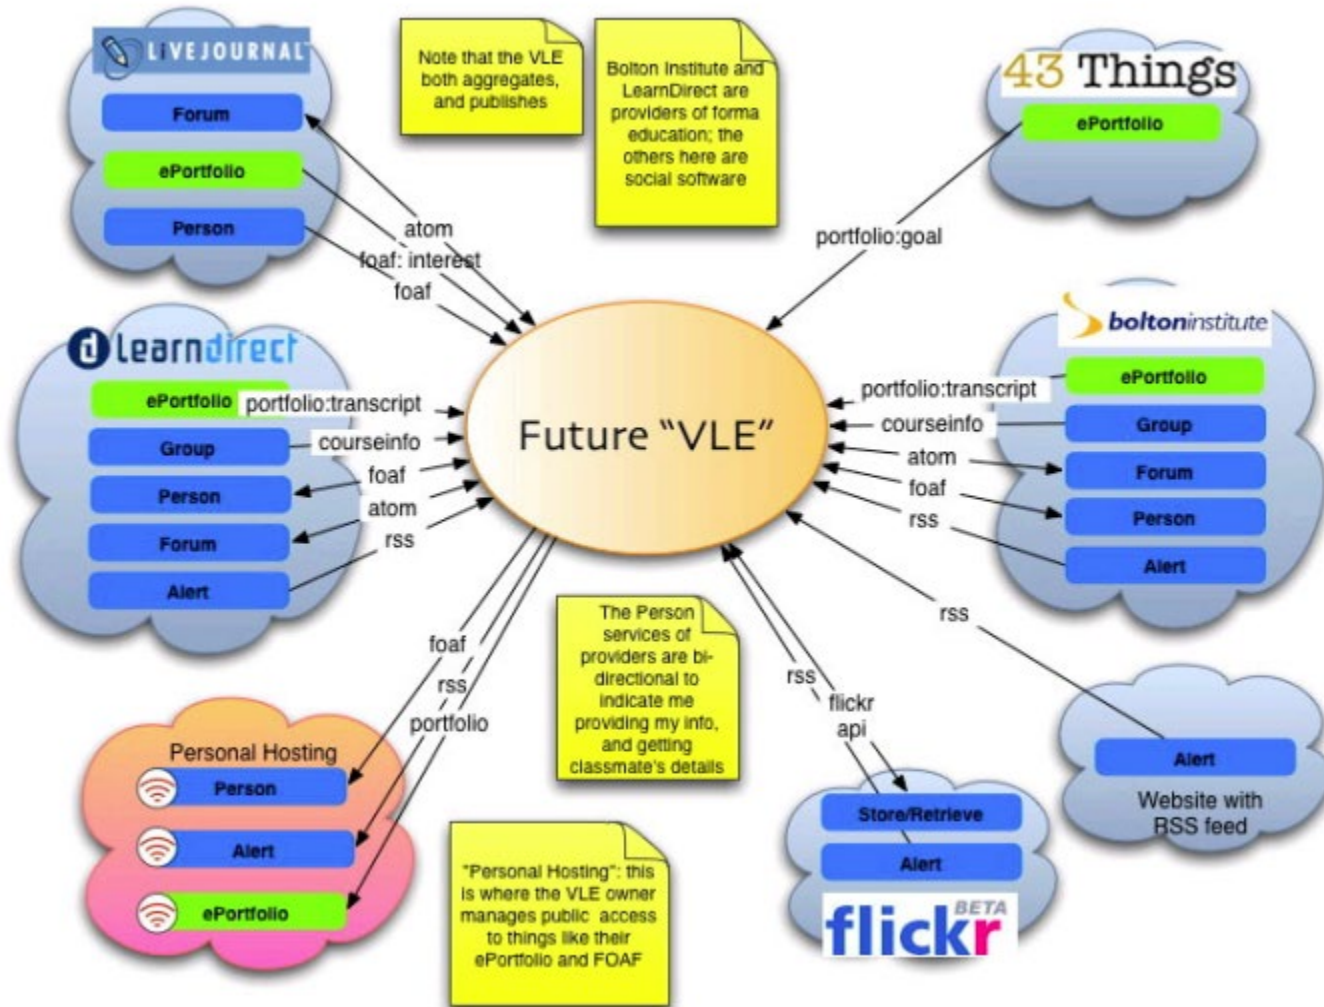 LiVEJOURNAL
Forum
ePortfolio
Person
atom
foaf: interest
foaf
Note that the VLE
both aggregates,
and publishes
Bolton Institute and
LearnDirect are
providers of forma
education; the
others here are
social software
43 Things
ePortfolio
portfolio:goal
d Learndirect
ePortfolio
Group
Person
Forum
Alert
portfolio:transcript
courseinfo
foaf
atom
rss
Future “VLE”
boltoninstitute
ePortfolio
Group
Forum
Person
Alert
portfolio:transcript
courseinfo
atom
foaf
rss
foaf
rss
portfolio
Personal Hosting
Person
Alert
ePortfolio
The Person
services of
providers are bi-
directional to
indicate me
providing my info,
and getting
classmate's details
"Personal Hosting": this
is where the VLE owner
manages public access
to things like their
ePortfolio and FOAF
rss
flickr
api
Store/Retrieve
Alert
flickr BETA
rss
Alert
Website with
RSS feed